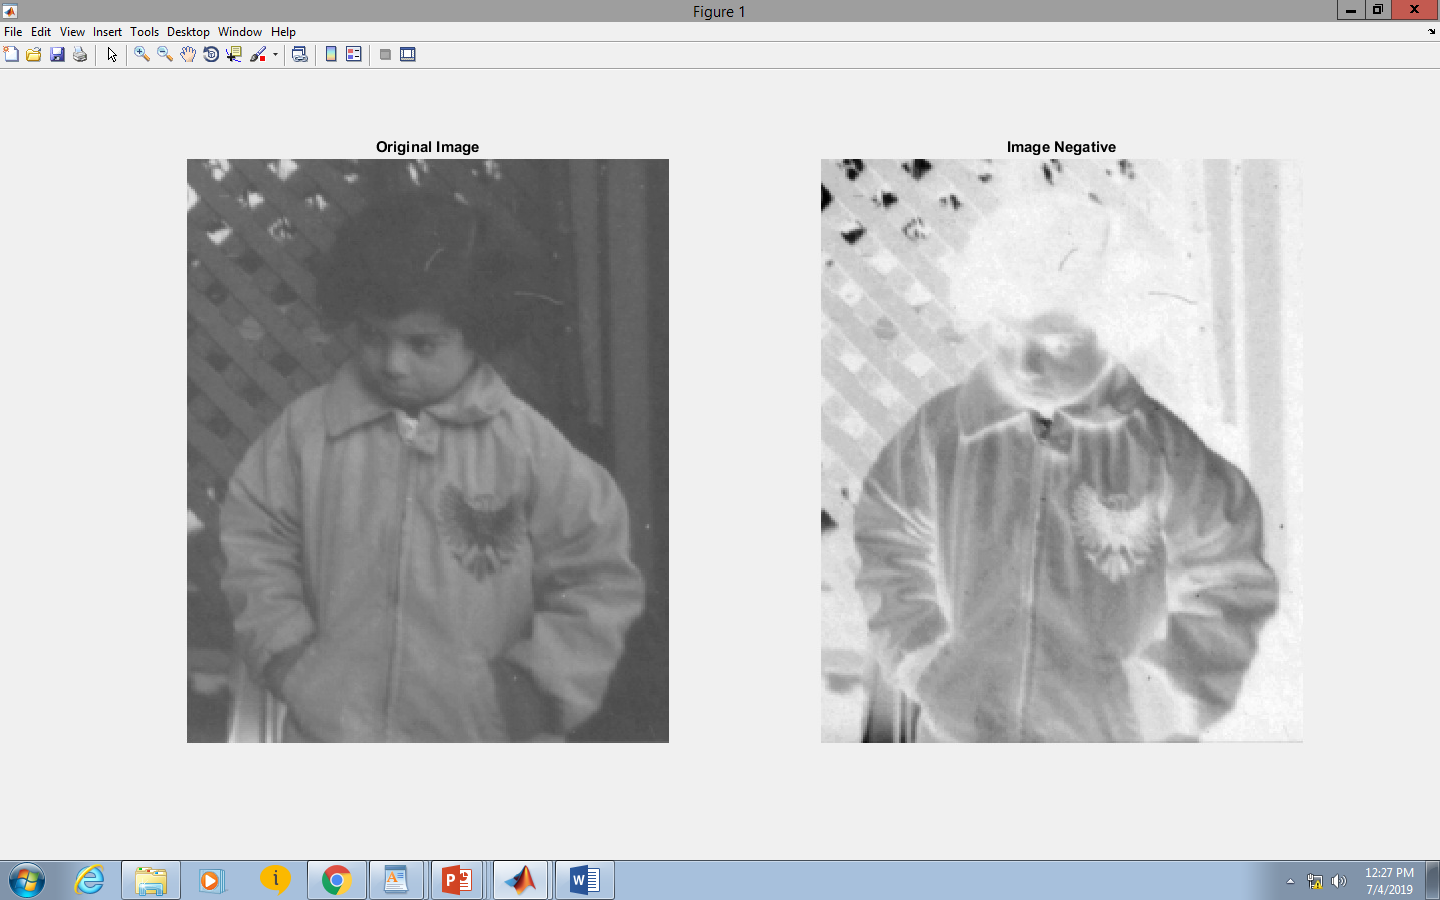 Figure 1
File Edit View Insert Tools Desktop Window Help
Original Image
Image Negative
12:27 PM
7/4/2019